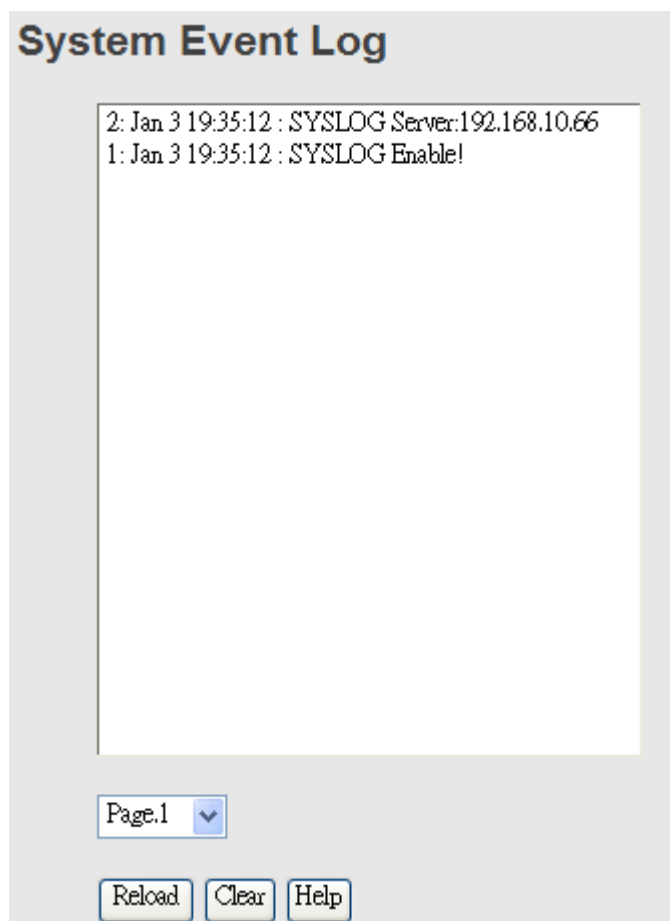 System Event Log
2: Jan 3 19:35:12 : SYSLOG Server:192.168.10.66
1: Jan 3 19:35:12 : SYSLOG Enable!
Page.1
Reload Clear Help